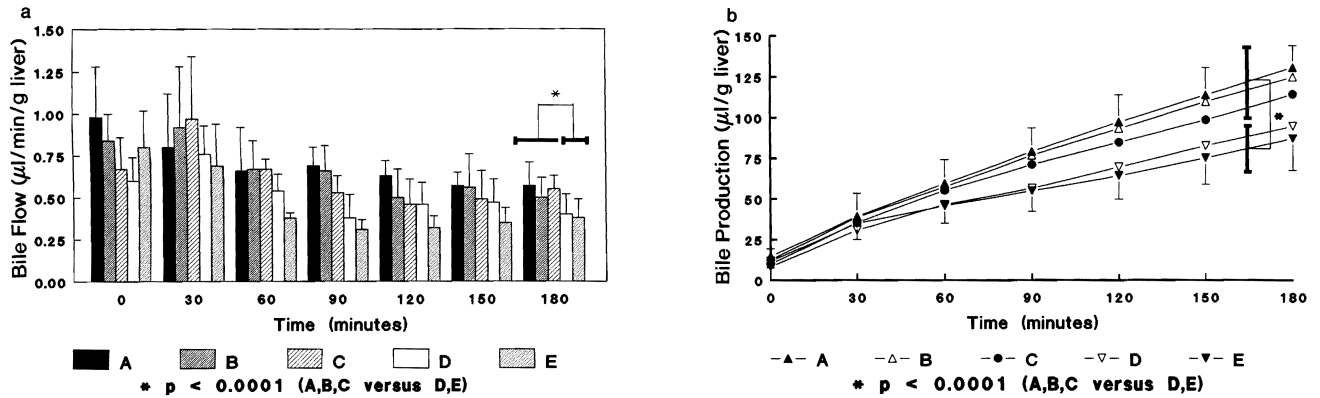 a
Bile Flow (µl/min/g liver)
1.50
1.25
1.00
0.75
0.50
0.25
0.00
*
0 30 60 90 120 150 180
Time (minutes)
A B C D E
* p < 0.0001 (A,B,C versus D,E)
b
Bile Production (µl/g liver)
150
125
100
75
50
25
0
*
0 30 60 90 120 150 180
Time (minutes)
A B C D E
* p < 0.0001 (A,B,C versus D,E)